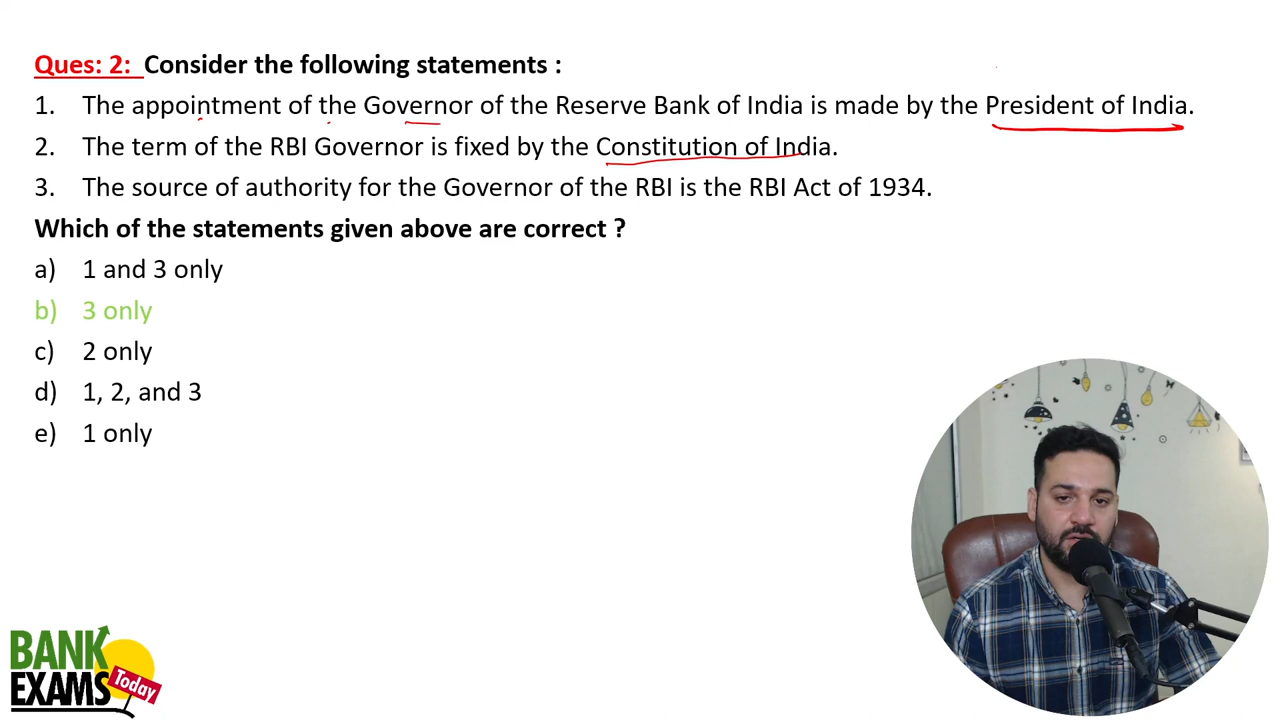 Ques: 2: Consider the following statements :
1. The appointment of the Governor of the Reserve Bank of India is made by the President of India.
2. The term of the RBI Governor is fixed by the Constitution of India.
3. The source of authority for the Governor of the RBI is the RBI Act of 1934.
Which of the statements given above are correct ?
a) 1 and 3 only
b) 3 only
c) 2 only
d) 1, 2, and 3
e) 1 only
BANK
EXAMS
Today